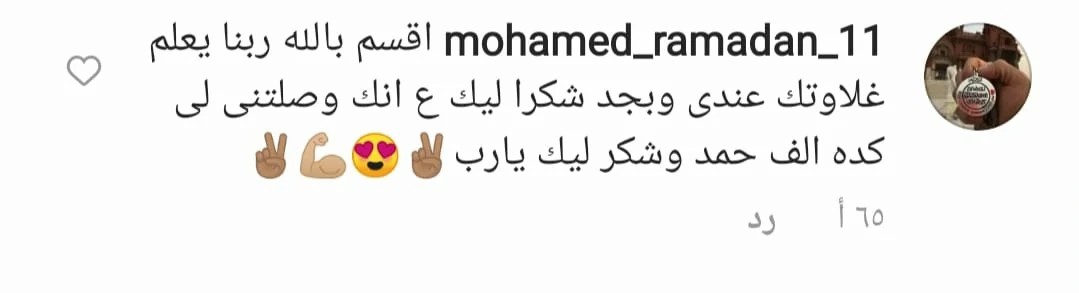 mohamed_ramadan_11 اقسم بالله ربنا يعلم
غلاوتك عندى وبجد شكرا ليك ع انك وصلتنى لى
كده الف حمد وشكر ليك يارب ✌🏽😍💪🏼✌🏽
٦٥ أ رد